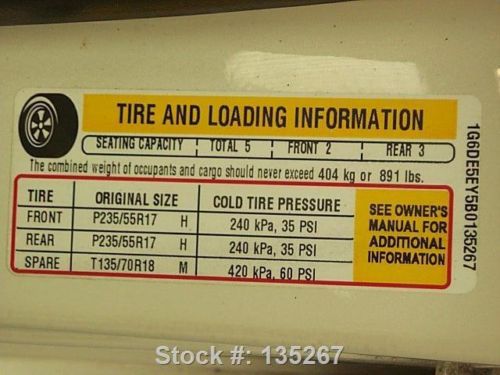 TIRE AND LOADING INFORMATION
SEATING CAPACITY TOTAL 5 FRONT 2 REAR 3
The combined weight of occupants and cargo should never exceed 404 kg or 891 lbs.
TIRE ORIGINAL SIZE COLD TIRE PRESSURE
FRONT P235/55R17 H 240 kPa, 35 PSI
REAR P235/55R17 H 240 kPa, 35 PSI
SPARE T135/70R18 M 420 kPa, 60 PSI
SEE OWNER'S
MANUAL FOR
ADDITIONAL
INFORMATION
1G6DE5EY5B0135267
Stock #: 135267